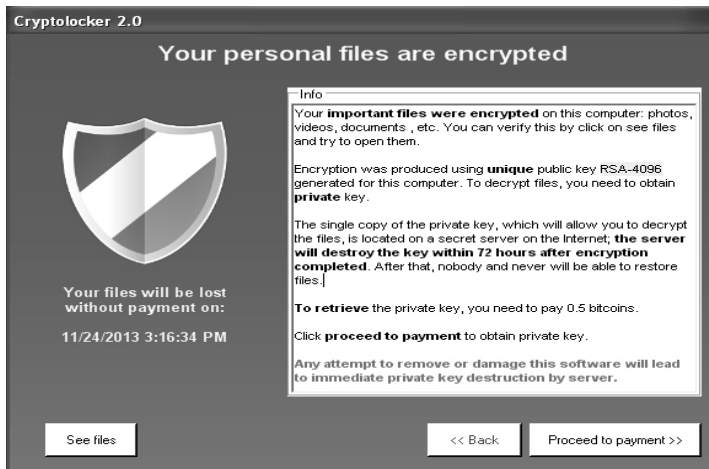 Cryptolocker 2.0
Your personal files are encrypted
Info
Your important files were encrypted on this computer: photos,
videos, documents , etc. You can verify this by click on see files
and try to open them.
Encryption was produced using unique public key RSA-4096
generated for this computer. To decrypt files, you need to obtain
private key.
The single copy of the private key, which will allow you to decrypt
the files, is located on a secret server on the Internet; the server
will destroy the key within 72 hours after encryption
completed. After that, nobody and never will be able to restore
files.
To retrieve the private key, you need to pay 0.5 bitcoins.
Click proceed to payment to obtain private key.
Any attempt to remove or damage this software will lead
to immediate private key destruction by server.
Your files will be lost
without payment on:
11/24/2013 3:16:34 PM
See files
<< Back
Proceed to payment >>